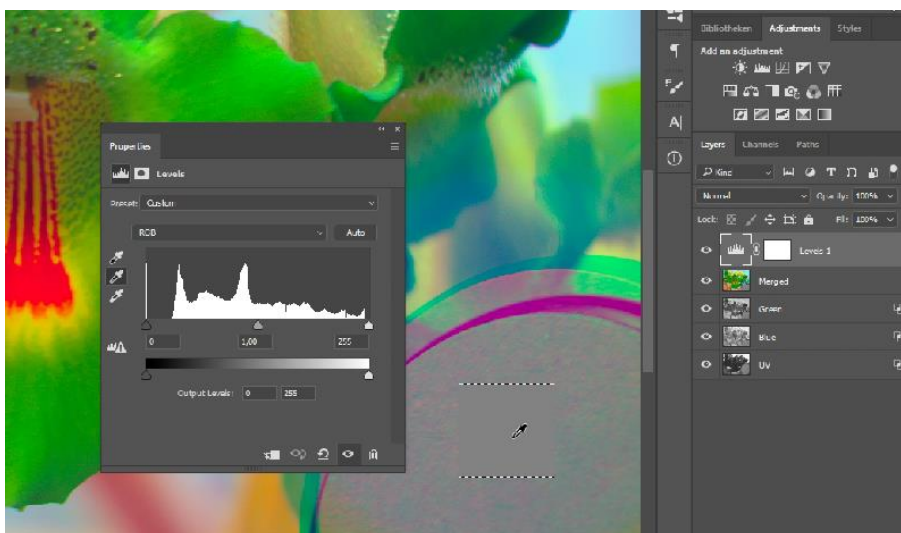 Properties
Levels
Preset: Custom
RGB
Auto
0
1,00
255
Output Levels: 0 255
A|
Bibliotheken Adjustments Styles
Add an adjustment
Layers Channels Paths
Kind
T
Normal
Opacity: 100%
Lock:
Fill: 100%
Levels 1
Merged
Green
Blue
UV